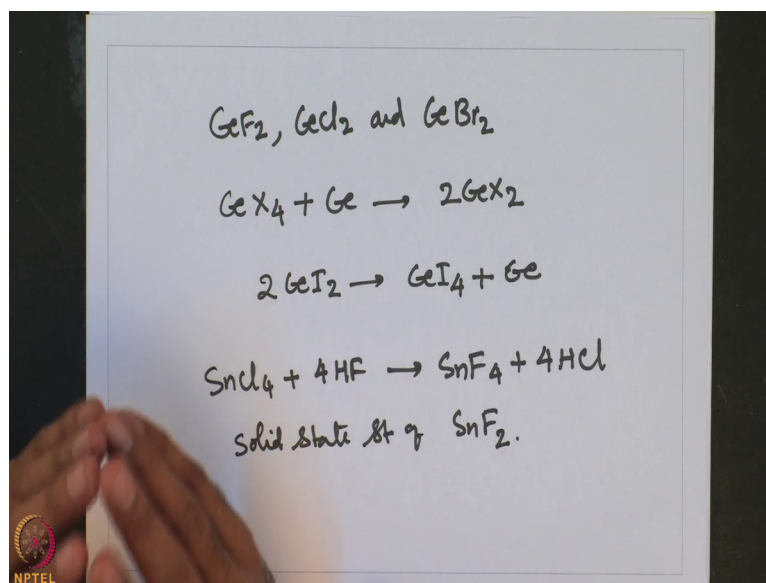 GeF2, GeCl2 and GeBr2
GeX4 + Ge → 2GeX2
2GeI2 → GeI4 + Ge
SnCl4 + 4HF → SnF4 + 4HCl
Solid State St of SnF2.
NPTEL